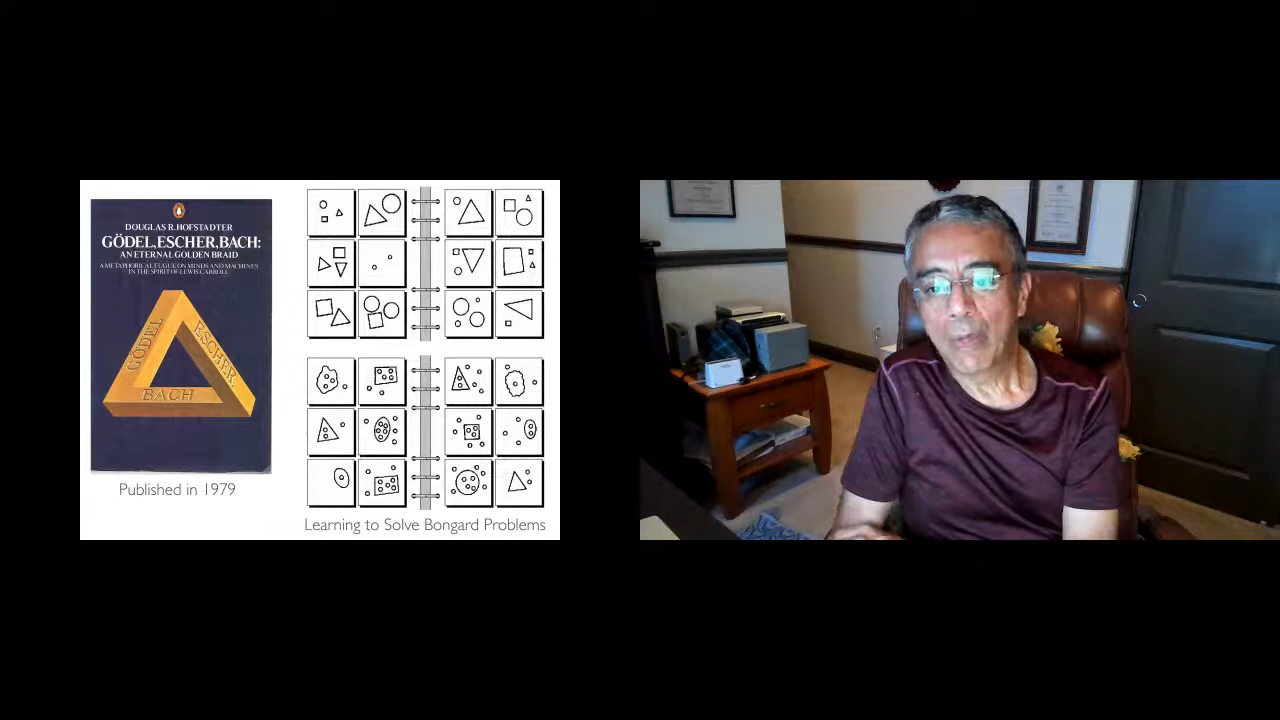 DOUGLAS R. HOFSTADTER
GÖDEL, ESCHER, BACH:
AN ETERNAL GOLDEN BRAID
A METAPHORICAL FUGUE ON MINDS AND MACHINES
IN THE SPIRIT OF LEWIS CARROLL
GÖDEL
ESCHER
BACH
Published in 1979
Learning to Solve Bongard Problems